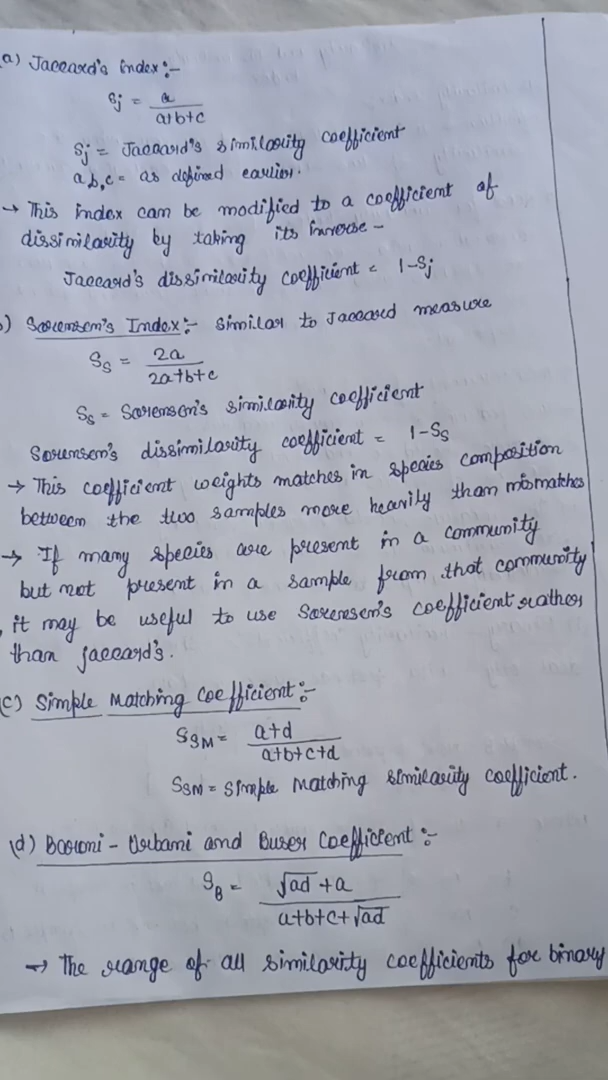 a) Jaccard's index:-
Sj = a / a+b+c
Sj = Jaccard's similarity coefficient
a,b,c = as defined earlier.
→ This index can be modified to a coefficient of
dissimilarity by taking its inverse -
Jaccard's dissimilarity coefficient = 1-Sj
) Sorensen's Index:- Similar to Jaccard measure
Ss = 2a / 2a+b+c
Ss = Sorensen's similarity coefficient
Sorensen's dissimilarity coefficient = 1-Ss
→ This coefficient weights matches in species composition
between the two samples more heavily than mismatches
→ If many species are present in a community
but not present in a sample from that community
, it may be useful to use Sorensen's coefficient rather
than jaccard's.
(c) Simple Matching Coefficient:-
SSM = a+d / a+b+c+d
SSM = Simple Matching similarity coefficient.
(d) Baroni - Urbani and Buser Coefficient:-
SB = √ad + a / a+b+c+√ad
→ The range of all similarity coefficients for binary